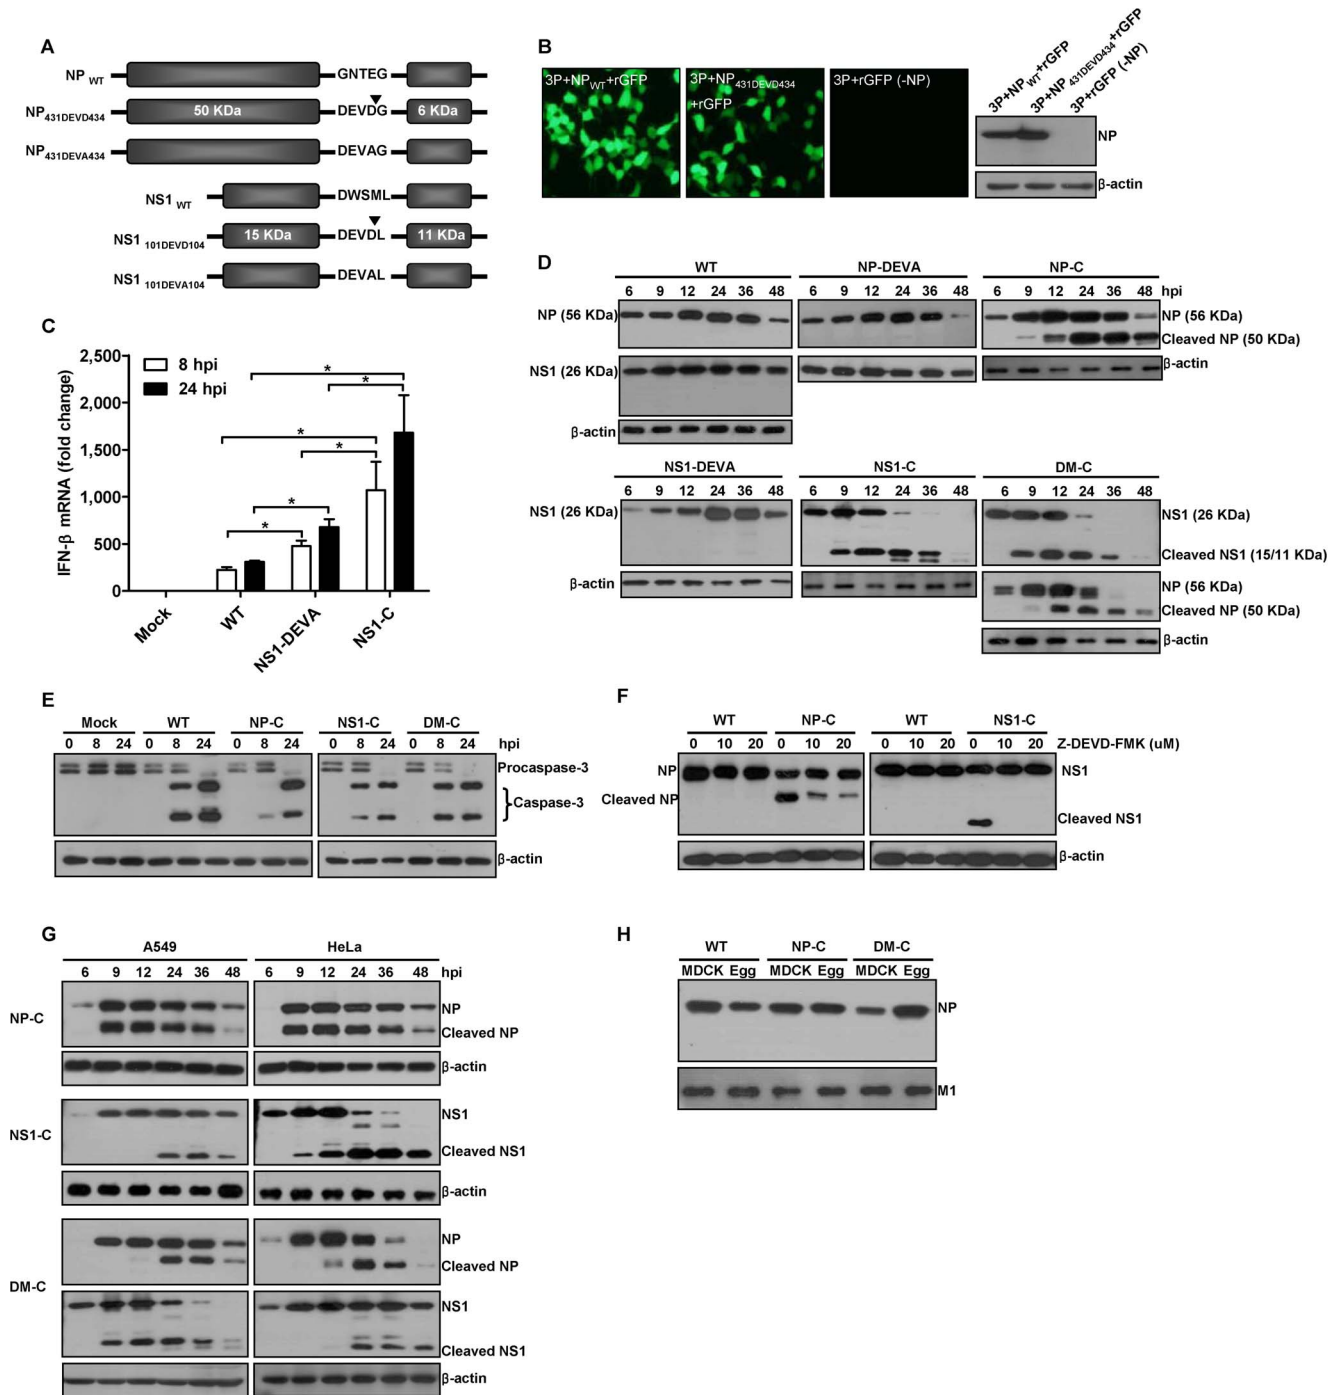 A
NP WT GNTEG
NP431DEVD434 50 KDa DEVDG 6 KDa
NP431DEVA434 DEVAG
NS1 WT DWSML
NS1 101DEVD104 15 KDa DEVDL 11 KDa
NS1 101DEVA104 DEVAL
B
3P+NPWT+rGFP
3P+NP431DEVD434
+rGFP
3P+rGFP (-NP)
3P+NPWT+rGFP
3P+NP431DEVD434+rGFP
3P+rGFP (-NP)
NP
β-actin
C
IFN-β mRNA (fold change)
2,500
2,000
1,500
1,000
500
0
8 hpi
24 hpi
* * * * * *
Mock WT NS1-DEVA NS1-C
D
WT NP-DEVA NP-C
6 9 12 24 36 48 6 9 12 24 36 48 6 9 12 24 36 48 hpi
NP (56 KDa) NP (56 KDa)
Cleaved NP (50 KDa)
NS1 (26 KDa) β-actin
β-actin
NS1-DEVA NS1-C DM-C
6 9 12 24 36 48 6 9 12 24 36 48 6 9 12 24 36 48
NS1 (26 KDa) NS1 (26 KDa)
Cleaved NS1 (15/11 KDa)
β-actin NP (56 KDa)
Cleaved NP (50 KDa)
β-actin
E
Mock WT NP-C NS1-C DM-C
0 8 24 0 8 24 0 8 24 0 8 24 0 8 24 hpi
Procaspase-3
Caspase-3
β-actin
F
WT NP-C WT NS1-C
0 10 20 0 10 20 0 10 20 0 10 20 Z-DEVD-FMK (uM)
NP NS1
Cleaved NP
Cleaved NS1
β-actin
G
A549 HeLa
6 9 12 24 36 48 6 9 12 24 36 48 hpi
NP-C NP
Cleaved NP
β-actin
NS1-C NS1
Cleaved NS1
β-actin
DM-C NP
Cleaved NP
NS1
Cleaved NS1
β-actin
H
WT NP-C DM-C
MDCK Egg MDCK Egg MDCK Egg
NP
M1